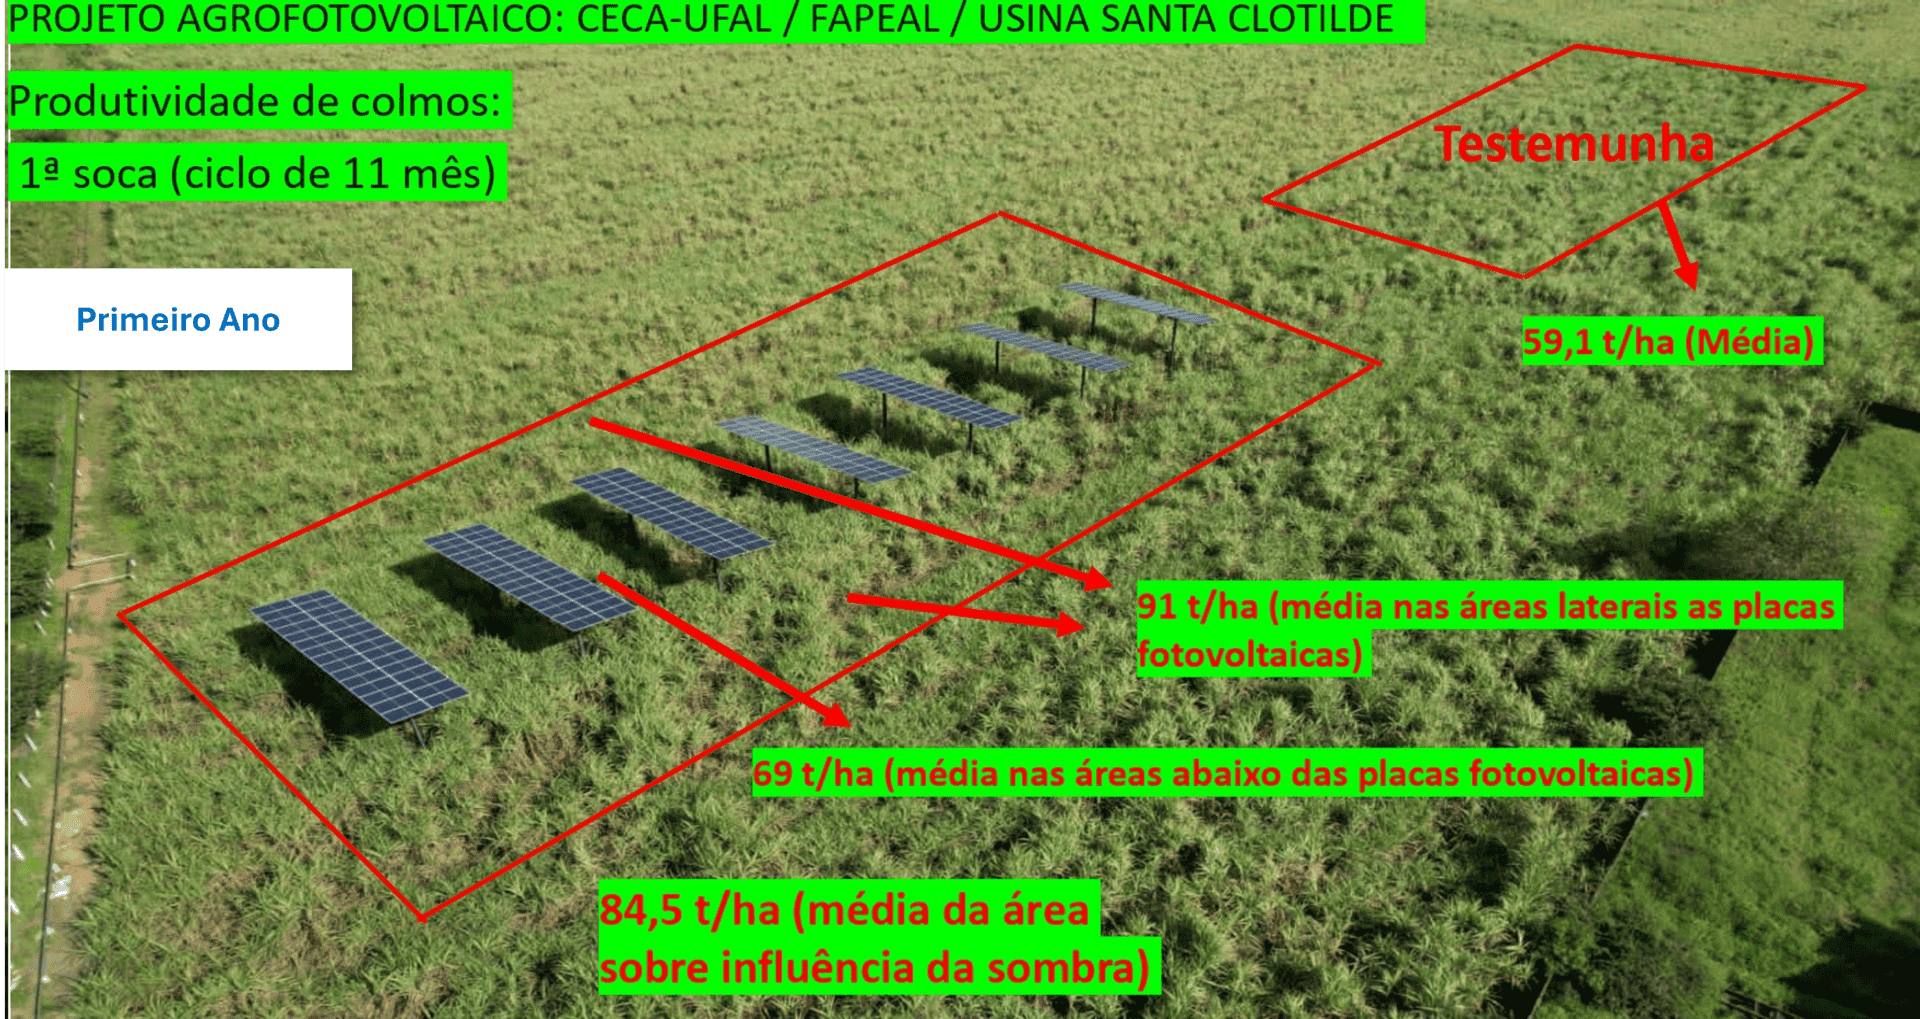 PROJETO AGROFOTOVOLTAICO: CECA-UFAL / FAPEAL / USINA SANTA CLOTILDE
Produtividade de colmos:
1ª soca (ciclo de 11 mês)
Testemunha
Primeiro Ano
59,1 t/ha (Média)
91 t/ha (média nas áreas laterais as placas
fotovoltaicas)
69 t/ha (média nas áreas abaixo das placas fotovoltaicas)
84,5 t/ha (média da área
sobre influência da sombra)